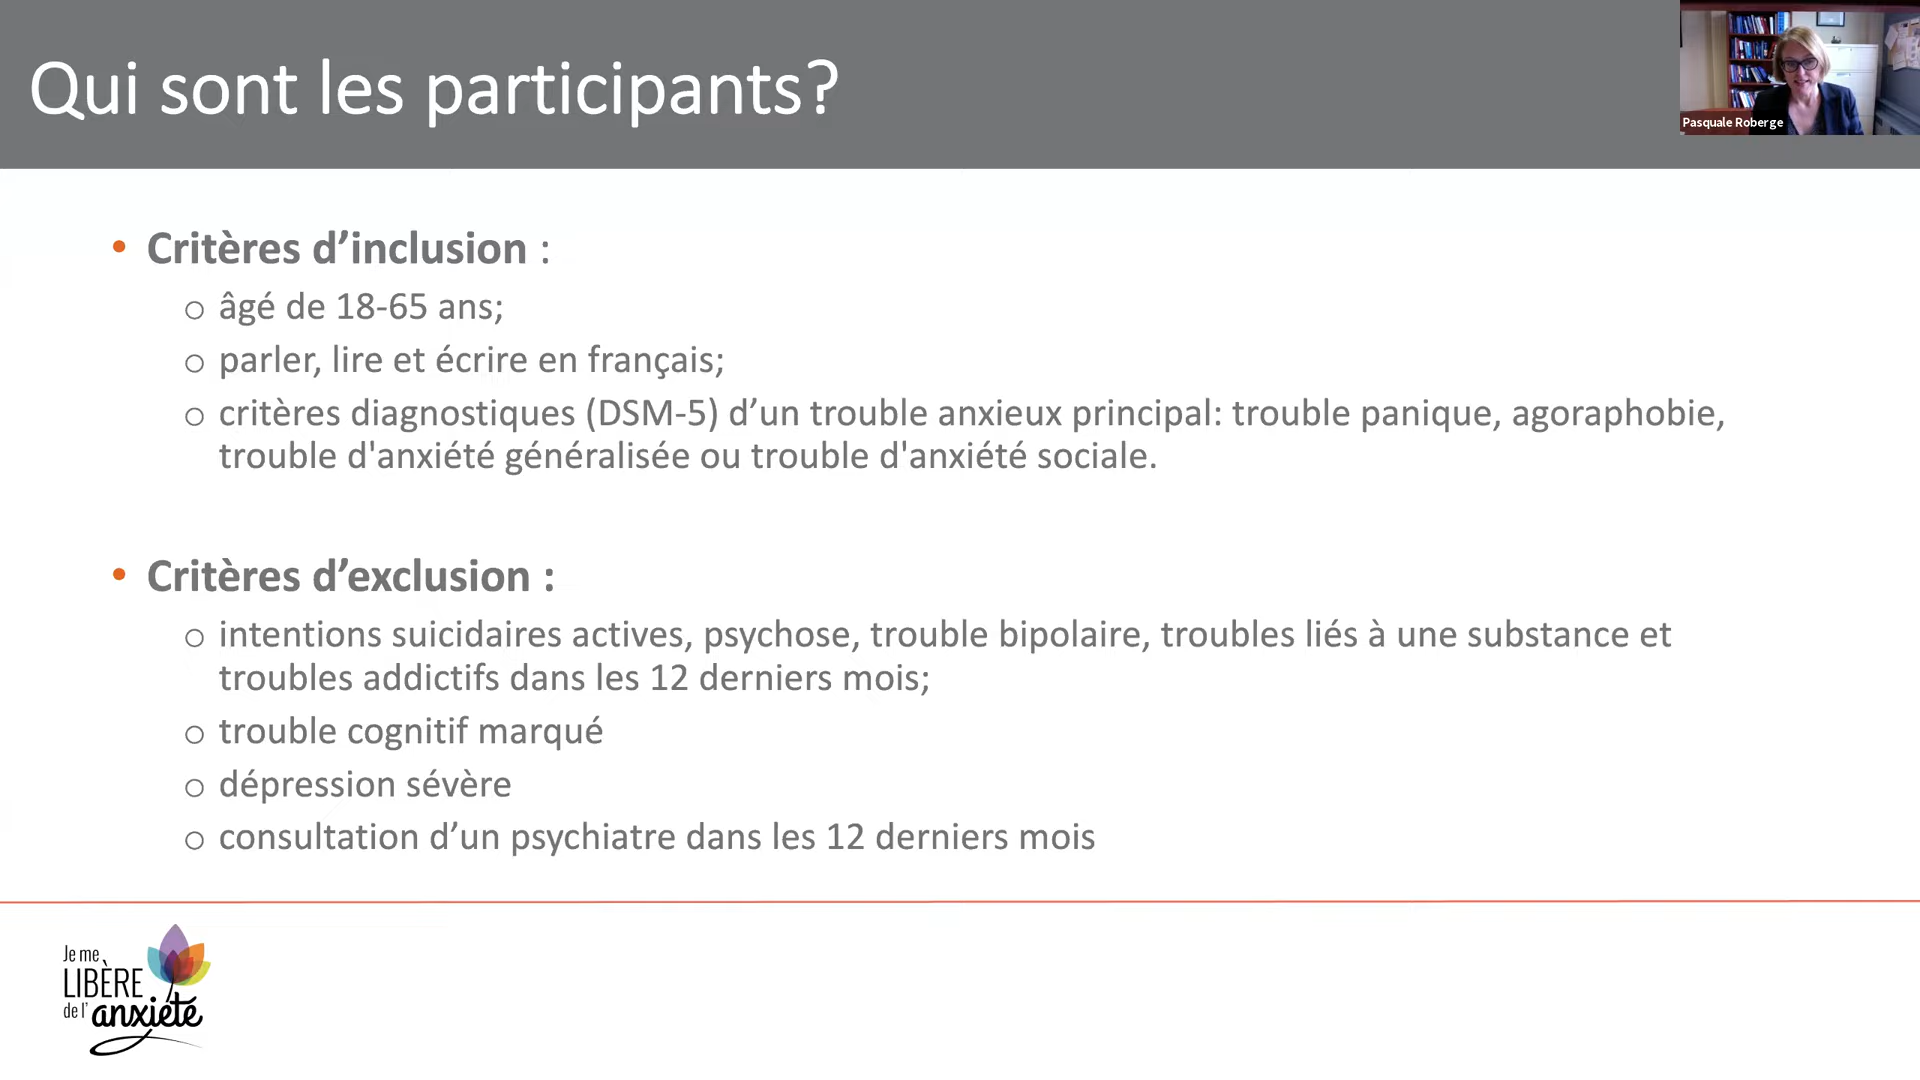 Qui sont les participants?
Pasquale Roberge
• Critères d’inclusion :
o âgé de 18-65 ans;
o parler, lire et écrire en français;
o critères diagnostiques (DSM-5) d’un trouble anxieux principal: trouble panique, agoraphobie,
trouble d'anxiété généralisée ou trouble d'anxiété sociale.
• Critères d’exclusion :
o intentions suicidaires actives, psychose, trouble bipolaire, troubles liés à une substance et
troubles addictifs dans les 12 derniers mois;
o trouble cognitif marqué
o dépression sévère
o consultation d’un psychiatre dans les 12 derniers mois
Je me
LIBÈRE
de l'anxiété